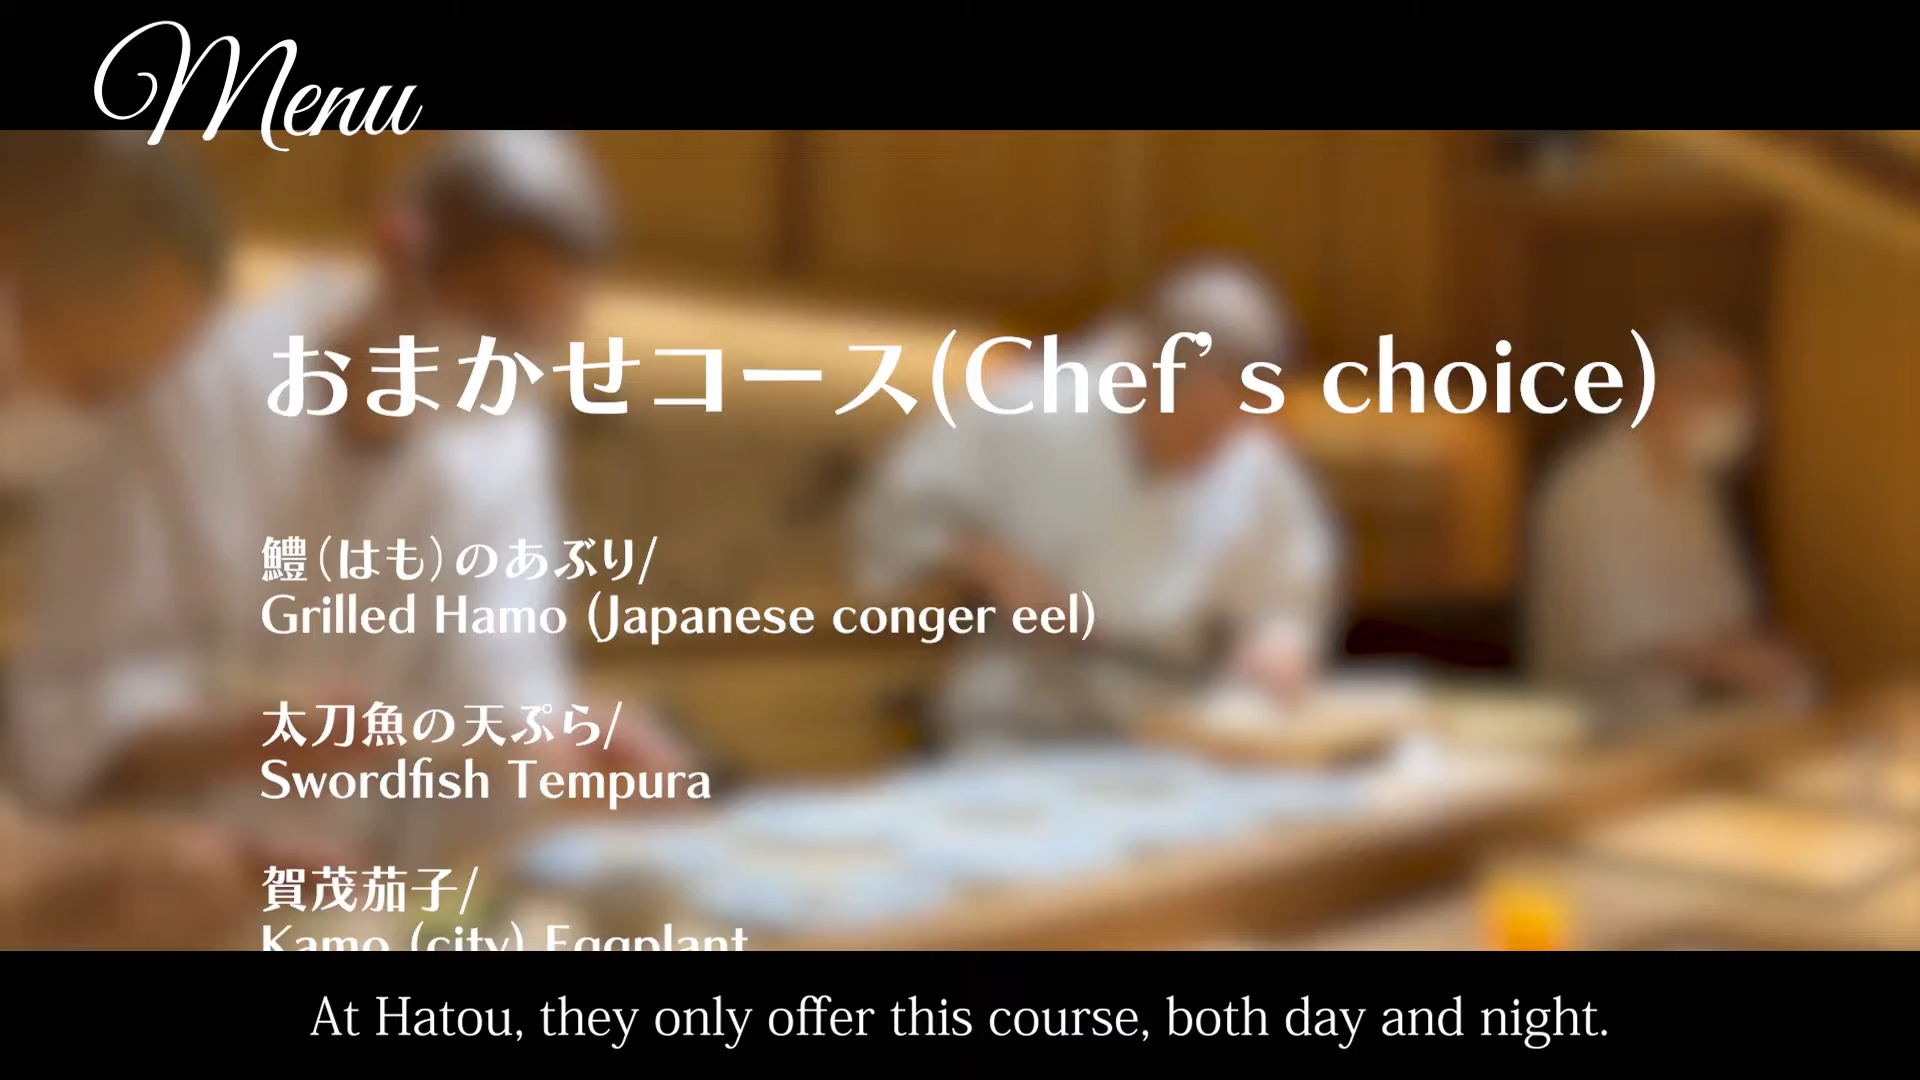 Menu
おまかせコース(Chef’s choice)
鱧（はも）のあぶり/
Grilled Hamo (Japanese conger eel)
太刀魚の天ぷら/
Swordfish Tempura
賀茂茄子/
Kamo (city) Eggplant
At Hatou, they only offer this course, both day and night.